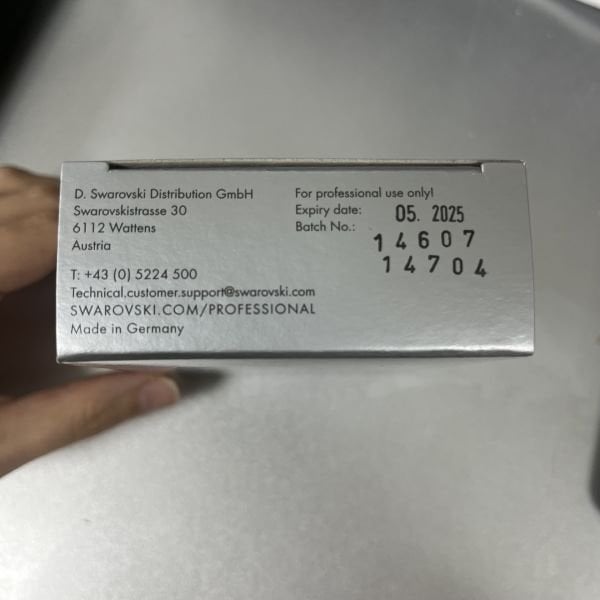 D. Swarovski Distribution GmbH
Swarovskistrasse 30
6112 Wattens
Austria
T: +43 (0) 5224 500
Technical.customer.support@swarovski.com
SWAROVSKI.COM/PROFESSIONAL
Made in Germany
For professional use only!
Expiry date: 05. 2025
Batch No.: 14607
14704